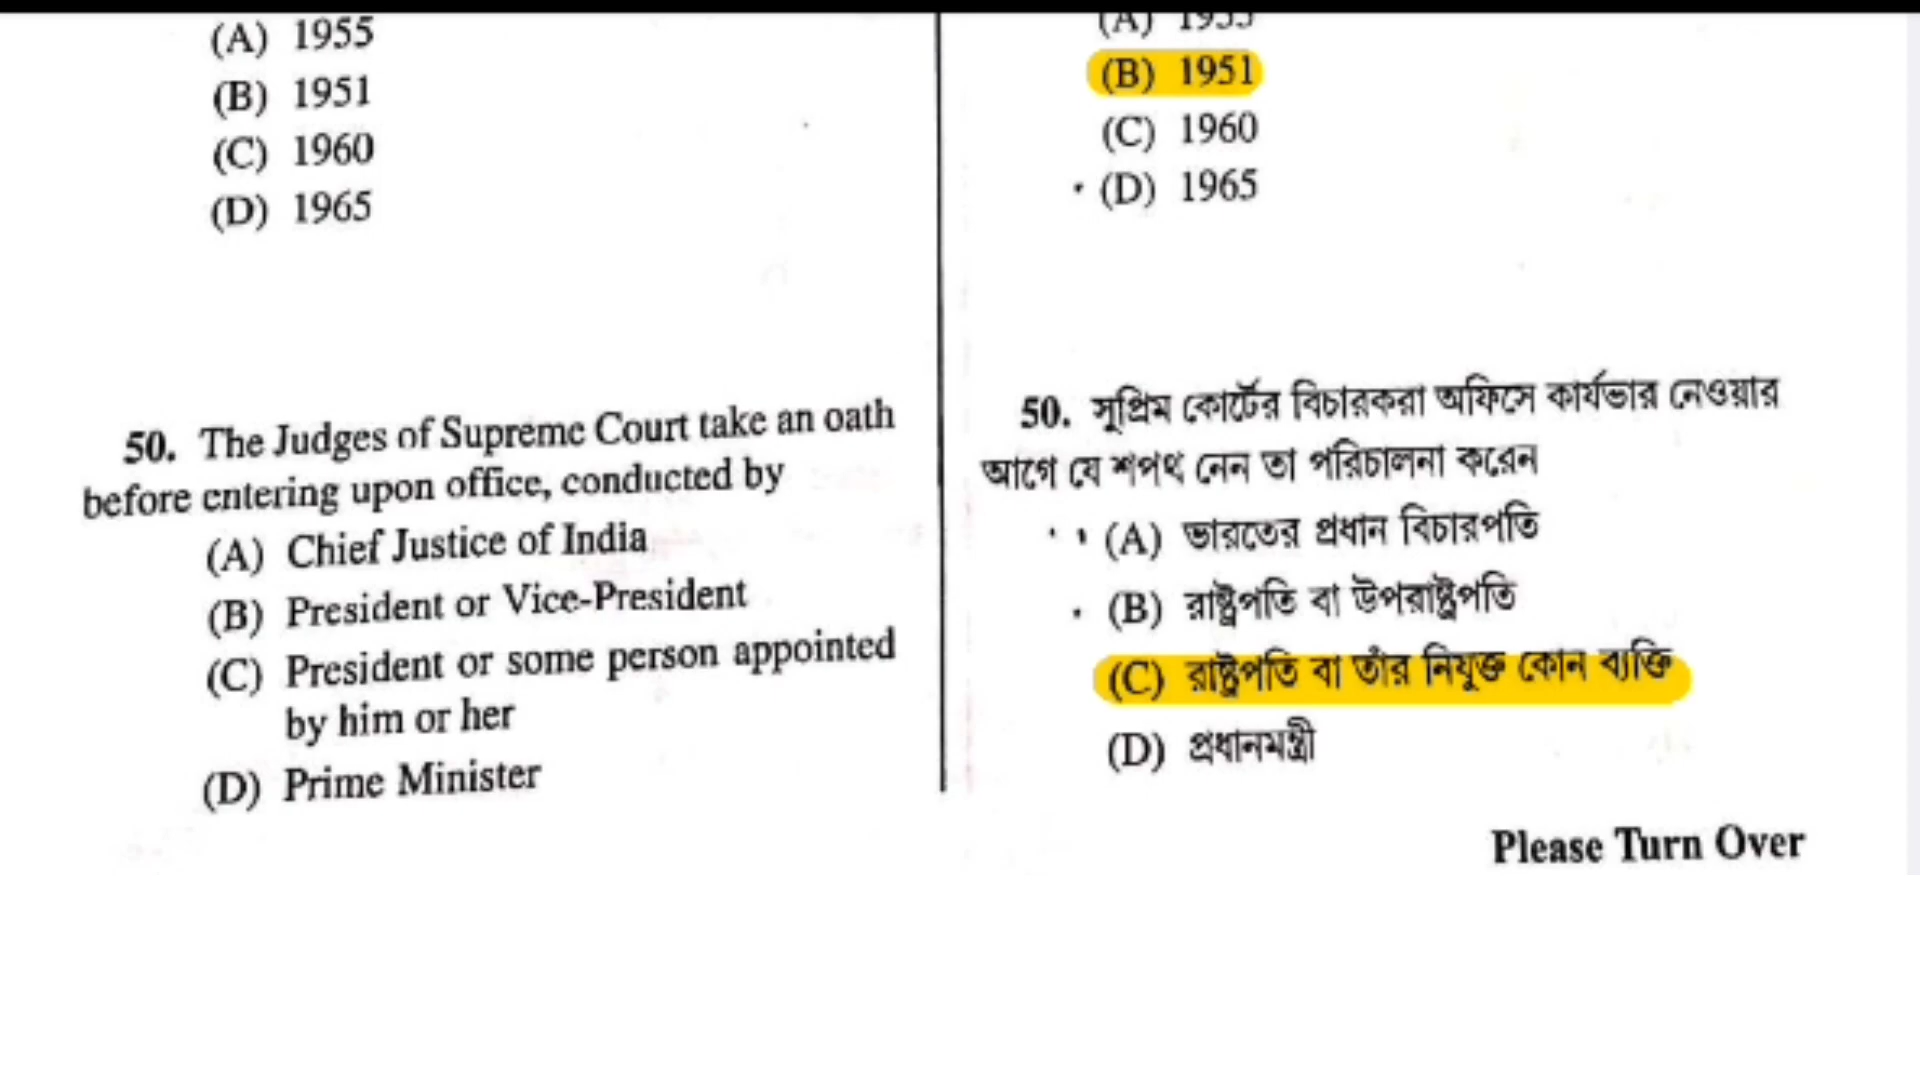 (A) 1955
(B) 1951
(C) 1960
(D) 1965
50. The Judges of Supreme Court take an oath
before entering upon office, conducted by
(A) Chief Justice of India
(B) President or Vice-President
(C) President or some person appointed
by him or her
(D) Prime Minister
(A) 1955
(B) 1951
(C) 1960
(D) 1965
50. সুপ্রিম কোর্টের বিচারকরা অফিসে কার্যভার নেওয়ার
আগে যে শপথ নেন তা পরিচালনা করেন
(A) ভারতের প্রধান বিচারপতি
(B) রাষ্ট্রপতি বা উপরাষ্ট্রপতি
(C) রাষ্ট্রপতি বা তাঁর নিযুক্ত কোন ব্যক্তি
(D) প্রধানমন্ত্রী
Please Turn Over